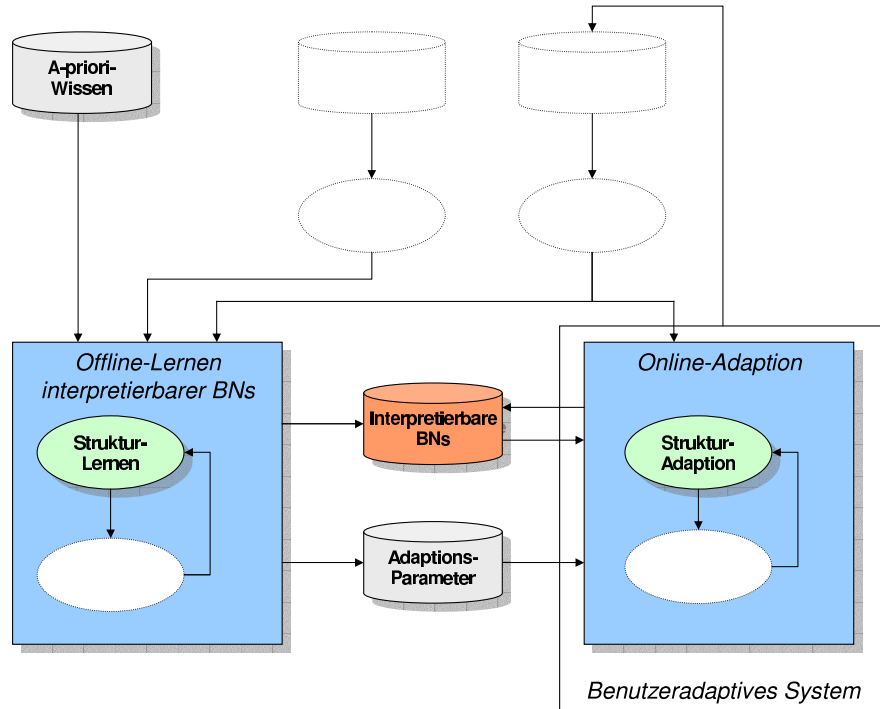 A-priori-
Wissen
Offline-Lernen
interpretierbarer BNs
Struktur-
Lernen
Interpretierbare
BNs
Adaptions-
Parameter
Online-Adaption
Struktur-
Adaption
Benutzeradaptives System